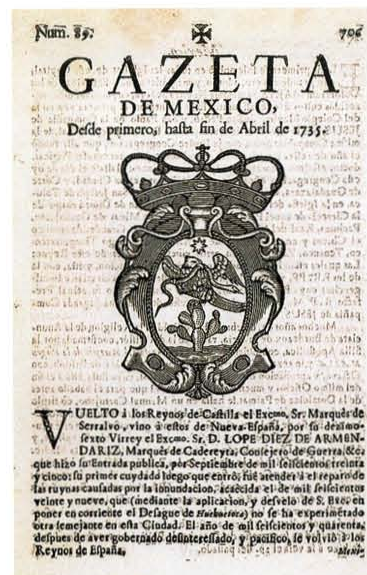 Num. 89.
706
GAZETA
DE MEXICO,
Desde primero, hasta fin de Abril de 1735.
VUELTO à los Reynos de Castilla el Excmo. Sr. Marquès de
Serralvo, vino à estos de Nueva-España, por su dezimo-
sexto Virrey el Excmo. Sr. D. LOPE DIEZ DE ARMEN-
DARIZ, Marquès de Cadereyta, Consejero de Guerra, &c.
que hizo su Entrada publica, por Septiembre de mil seiscientos treinta
y cinco: su primer cuydado luego que entrò, fue atender à el reparo de
las ruynas causadas por la inoundacion, acaecida el de mil seiscientos
veinte y nueve, que (mediante la aplicacion, y desvelo de S. Exc. en
poner en corriente el Desague de Huehuetoca) no se ha experimentado
otra semejante en esta Ciudad. El año de mil seiscientos y quarenta,
despues de aver gobernado desinteressado, y pacifico, se volviò à los
Reynos de España,